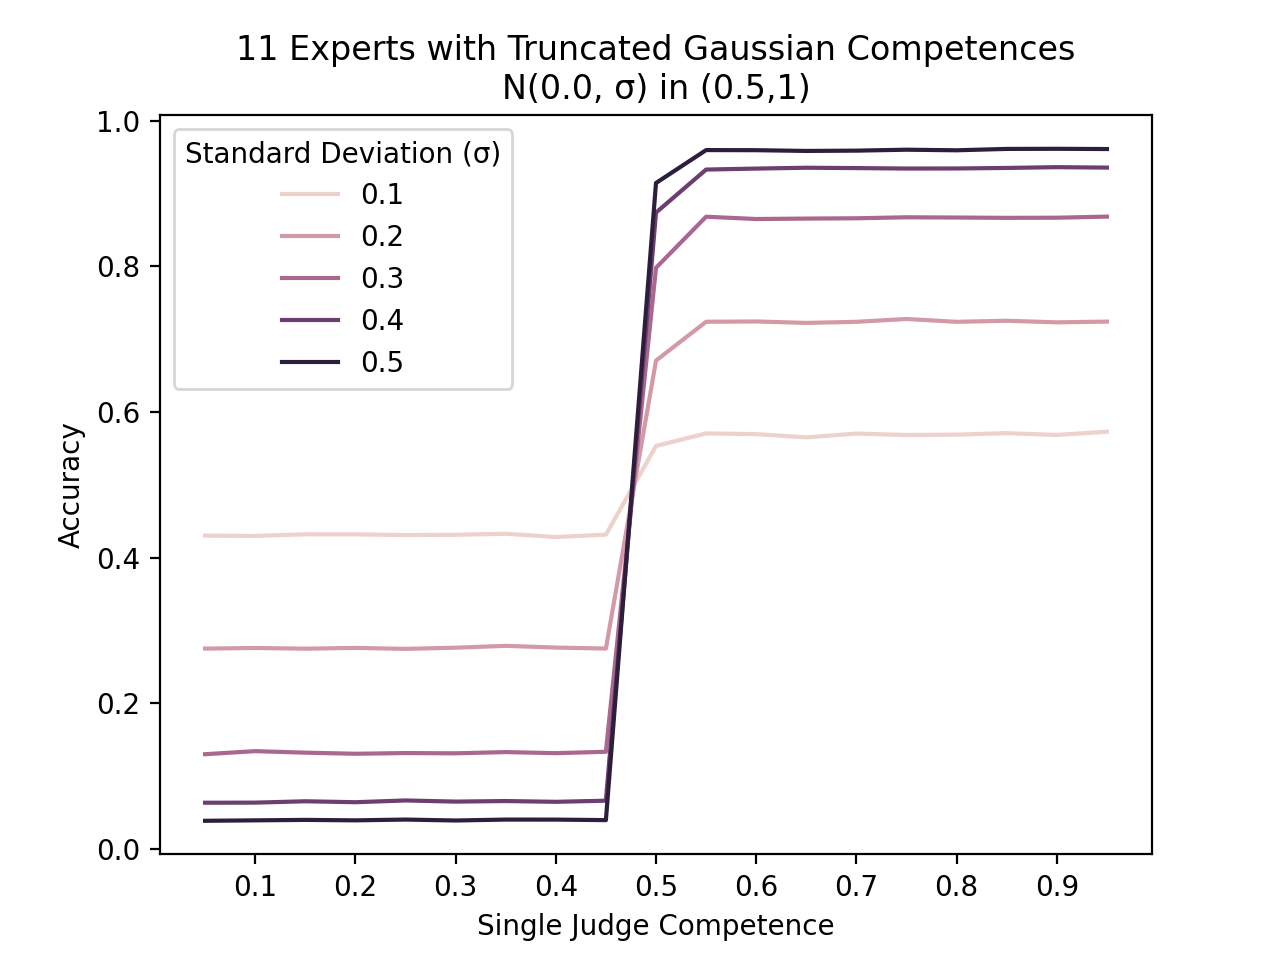 11 Experts with Truncated Gaussian Competences
N(0.0, σ) in (0.5,1)
Standard Deviation (σ)
0.1
0.2
0.3
0.4
0.5
Accuracy
1.0
0.8
0.6
0.4
0.2
0.0
0.1 0.2 0.3 0.4 0.5 0.6 0.7 0.8 0.9
Single Judge Competence